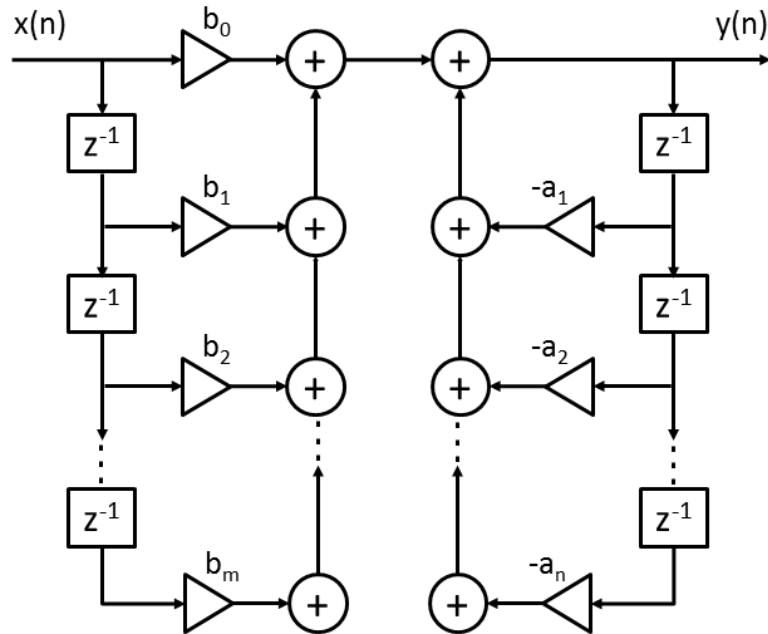 x(n) b₀ y(n)
+ +
z⁻¹ z⁻¹
b₁ -a₁
+ +
z⁻¹ z⁻¹
b₂ -a₂
+ +
z⁻¹ z⁻¹
bₘ -aₙ
+ +